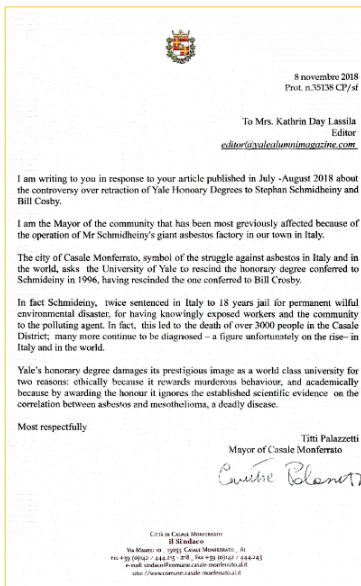 8 novembre 2018
Prot. n.35138 CP/sf
To Mrs. Kathrin Day Lassila
Editor
editor@yalealumnimagazine.com
I am writing to you in response to your article published in July -August 2018 about
the controversy over retraction of Yale Honoary Degrees to Stephan Schmidheiny and
Bill Cosby.
I am the Mayor of the community that has been most greviously affected because of
the operation of Mr Schmidheiny's giant asbestos factory in our town in Italy.
The city of Casale Monferrato, symbol of the struggle against asbestos in Italy and in
the world, asks the University of Yale to rescind the honorary degree conferred to
Schmideiny in 1996, having rescinded the one conferred to Bill Crosby.
In fact Schmideiny, twice sentenced in Italy to 18 years jail for permanent wilful
environmental disaster, for having knowingly exposed workers and the community
to the polluting agent. In fact, this led to the death of over 3000 people in the Casale
District; many more continue to be diagnosed – a figure unfortunately on the rise– in
Italy and in the world.
Yale's honorary degree damages its prestigious image as a world class university for
two reasons: ethically because it rewards murderous behaviour, and academically
because by awarding the honour it ignores the established scientific evidence on the
correlation between asbestos and mesothelioma, a deadly disease.
Most respectfully
Titti Palazzetti
Mayor of Casale Monferrato
Città di Casale Monferrato
il Sindaco
Via Mameli 10 _ 15033 Casale Monferrato _ AL